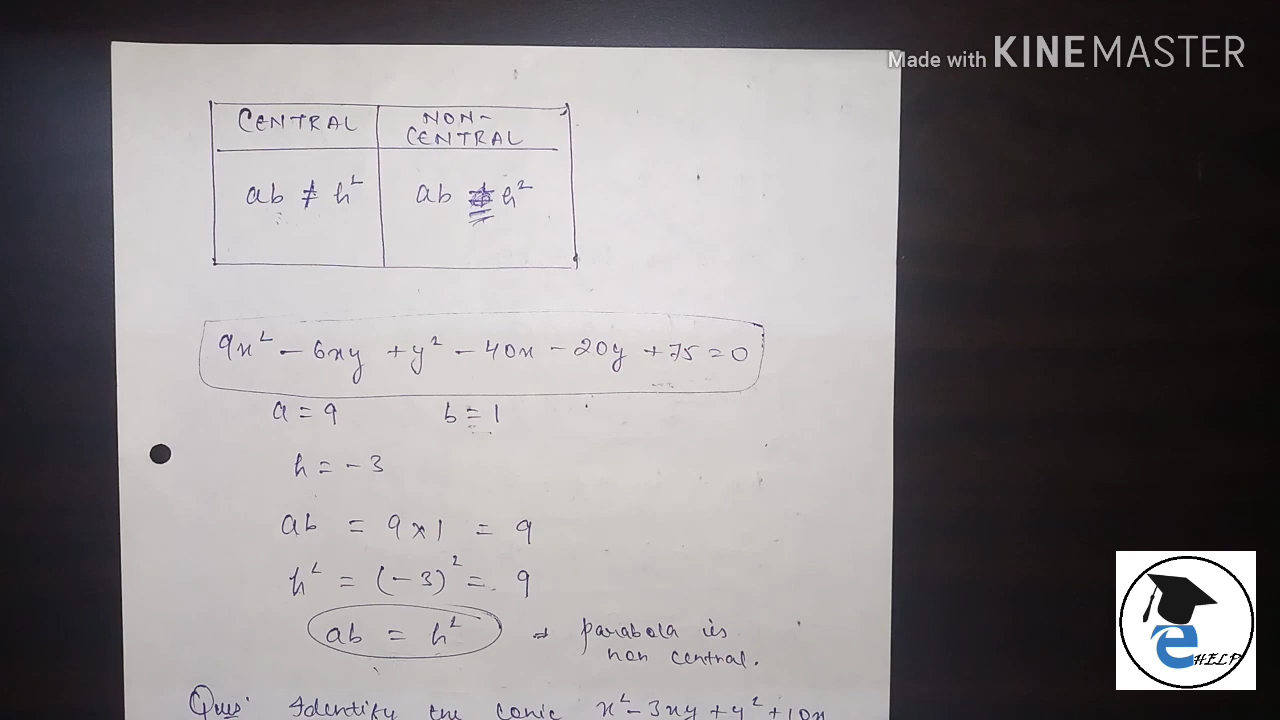 Made with KINEMASTER
CENTRAL
NON-
CENTRAL
ab ≠ h²
ab = h²
9x² - 6xy + y² - 40x - 20y + 75 = 0
a = 9 b = 1
h = -3
ab = 9 × 1 = 9
h² = (-3)² = 9
ab = h² ⇒ parabola is
non central.
Ques: Identify the conic x² - 3xy + y² + 10x
e HELP